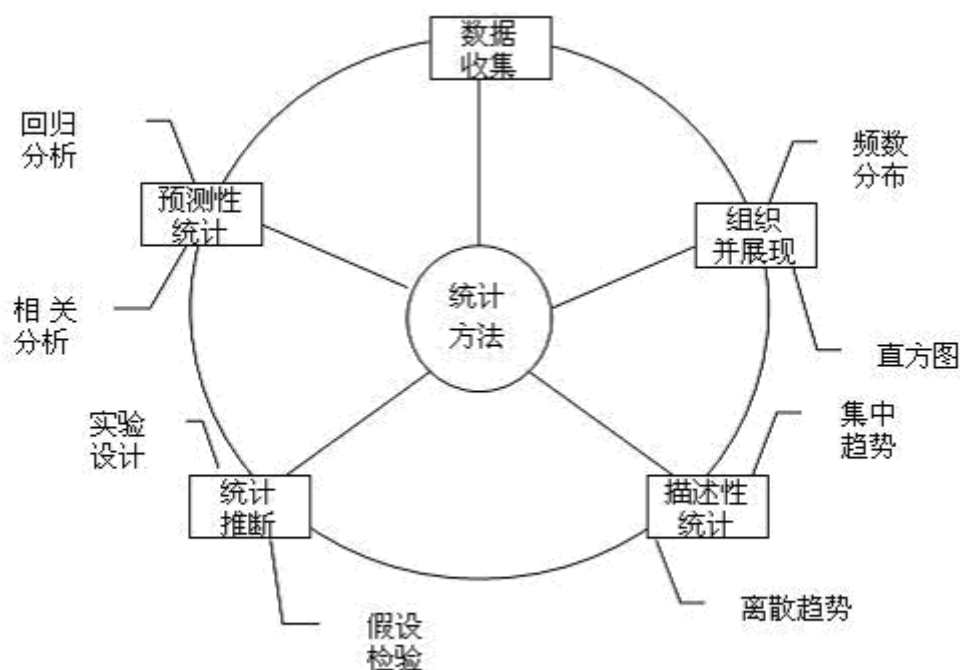 数据
收集
回归
分析
频数
分布
预测性
统计
组织
并展现
统计
方法
相 关
分析
直方图
实验
设计
集中
趋势
统计
推断
描述性
统计
离散趋势
假设
检验